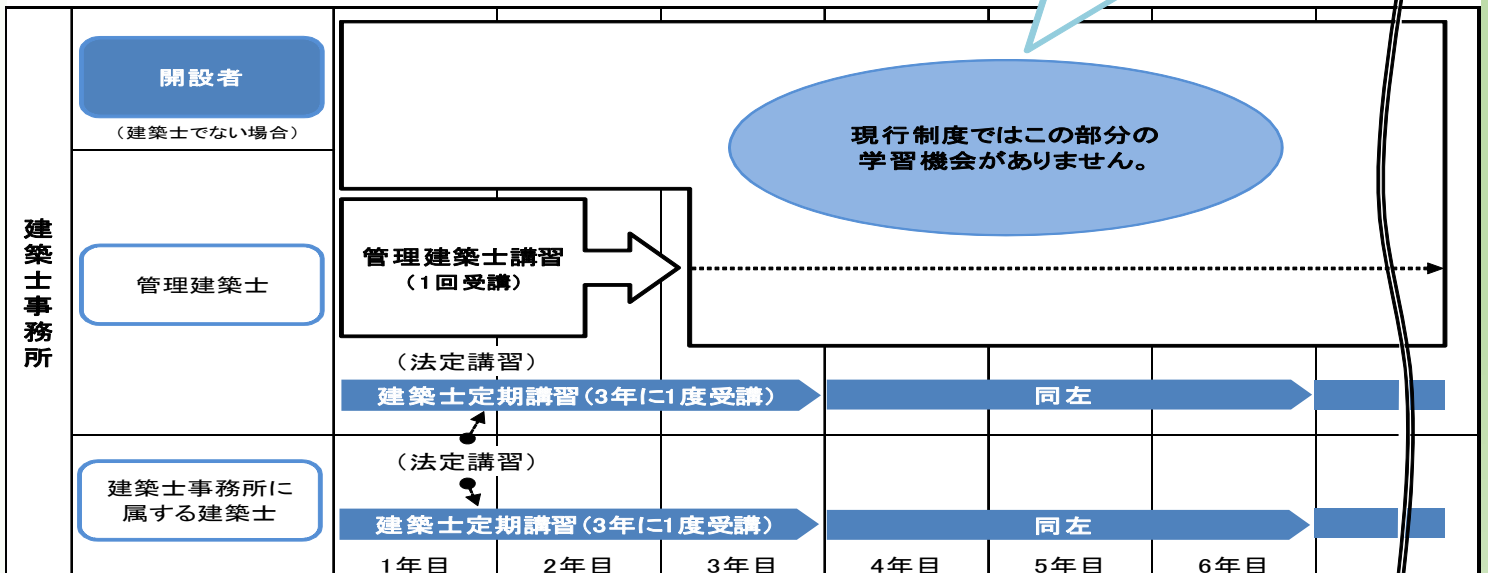 建築士事務所
開設者
（建築士でない場合）
現行制度ではこの部分の
学習機会がありません。
管理建築士
管理建築士講習
（1回受講）
（法定講習）
建築士定期講習（3年に1度受講）
同左
建築士事務所に
属する建築士
（法定講習）
建築士定期講習（3年に1度受講）
同左
1年目
2年目
3年目
4年目
5年目
6年目